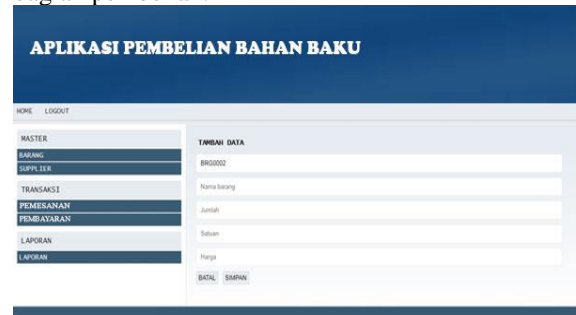 APLIKASI PEMBELIAN BAHAN BAKU
HOME LOGOUT
MASTER
BARANG
SUPPLIER
TRANSAKSI
PEMESANAN
PEMBAYARAN
LAPORAN
LAPORAN
TAMBAH DATA
BRG0002
Nama barang
Jumlah
Satuan
Harga
BATAL SIMPAN